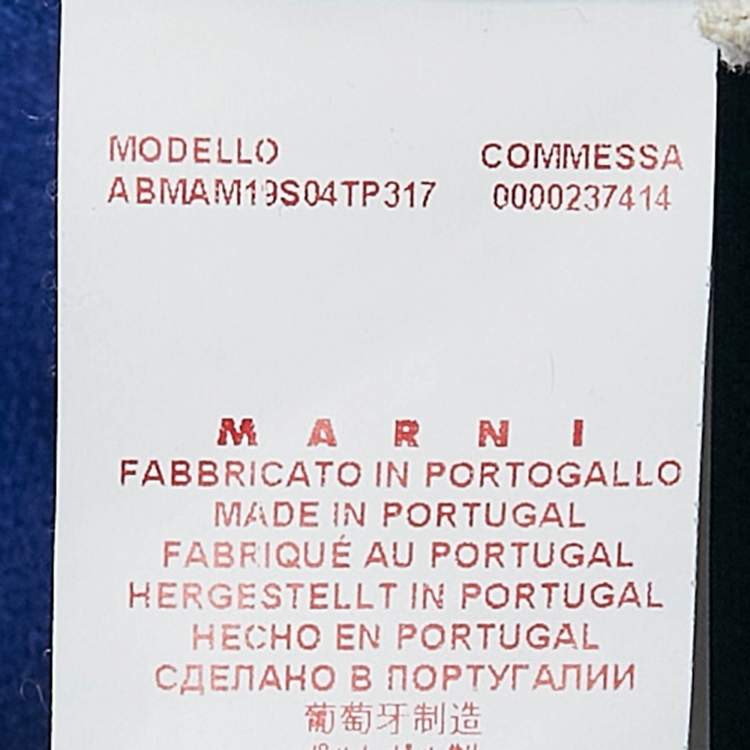 MODELLO COMMESSA
ABMAM19S04TP317 0000237414
MARNI
FABBRICATO IN PORTOGALLO
MADE IN PORTUGAL
FABRIQUÉ AU PORTUGAL
HERGESTELLT IN PORTUGAL
HECHO EN PORTUGAL
СДЕЛАНО В ПОРТУГАЛИИ
葡萄牙制造